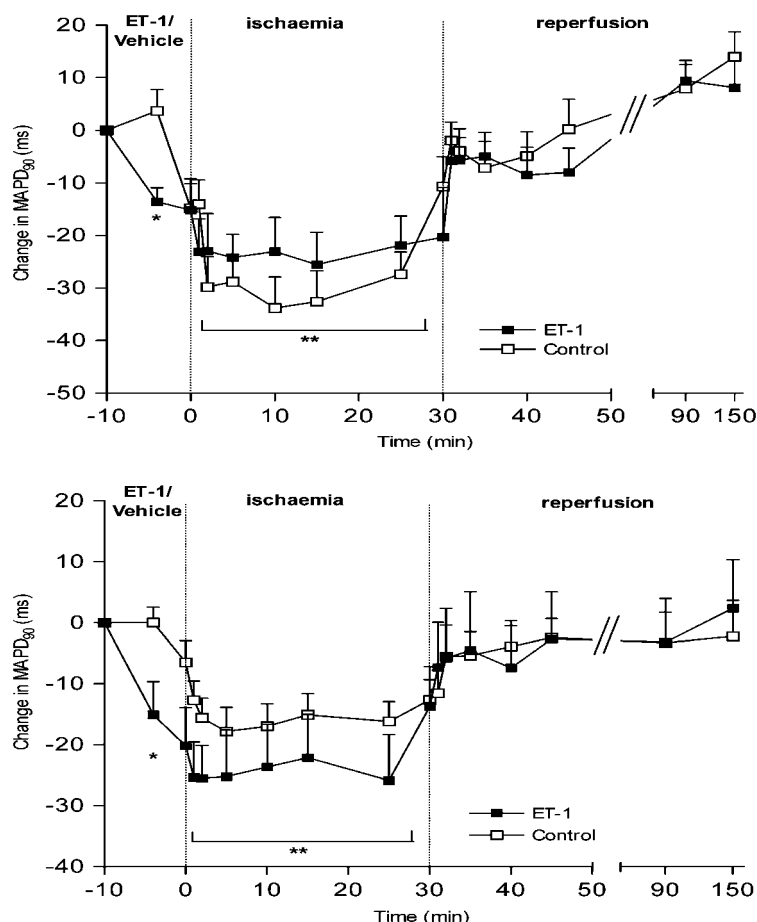 ET-1/
Vehicle
ischaemia
reperfusion
20
10
0
-10
-20
-30
-40
-50
Change in MAPD90 (ms)
*
**
ET-1
Control
-10 0 10 20 30 40 50 90 150
Time (min)
ET-1/
Vehicle
ischaemia
reperfusion
20
10
0
-10
-20
-30
-40
Change in MAPD90 (ms)
*
**
ET-1
Control
-10 0 10 20 30 40 50 90 150
Time (min)